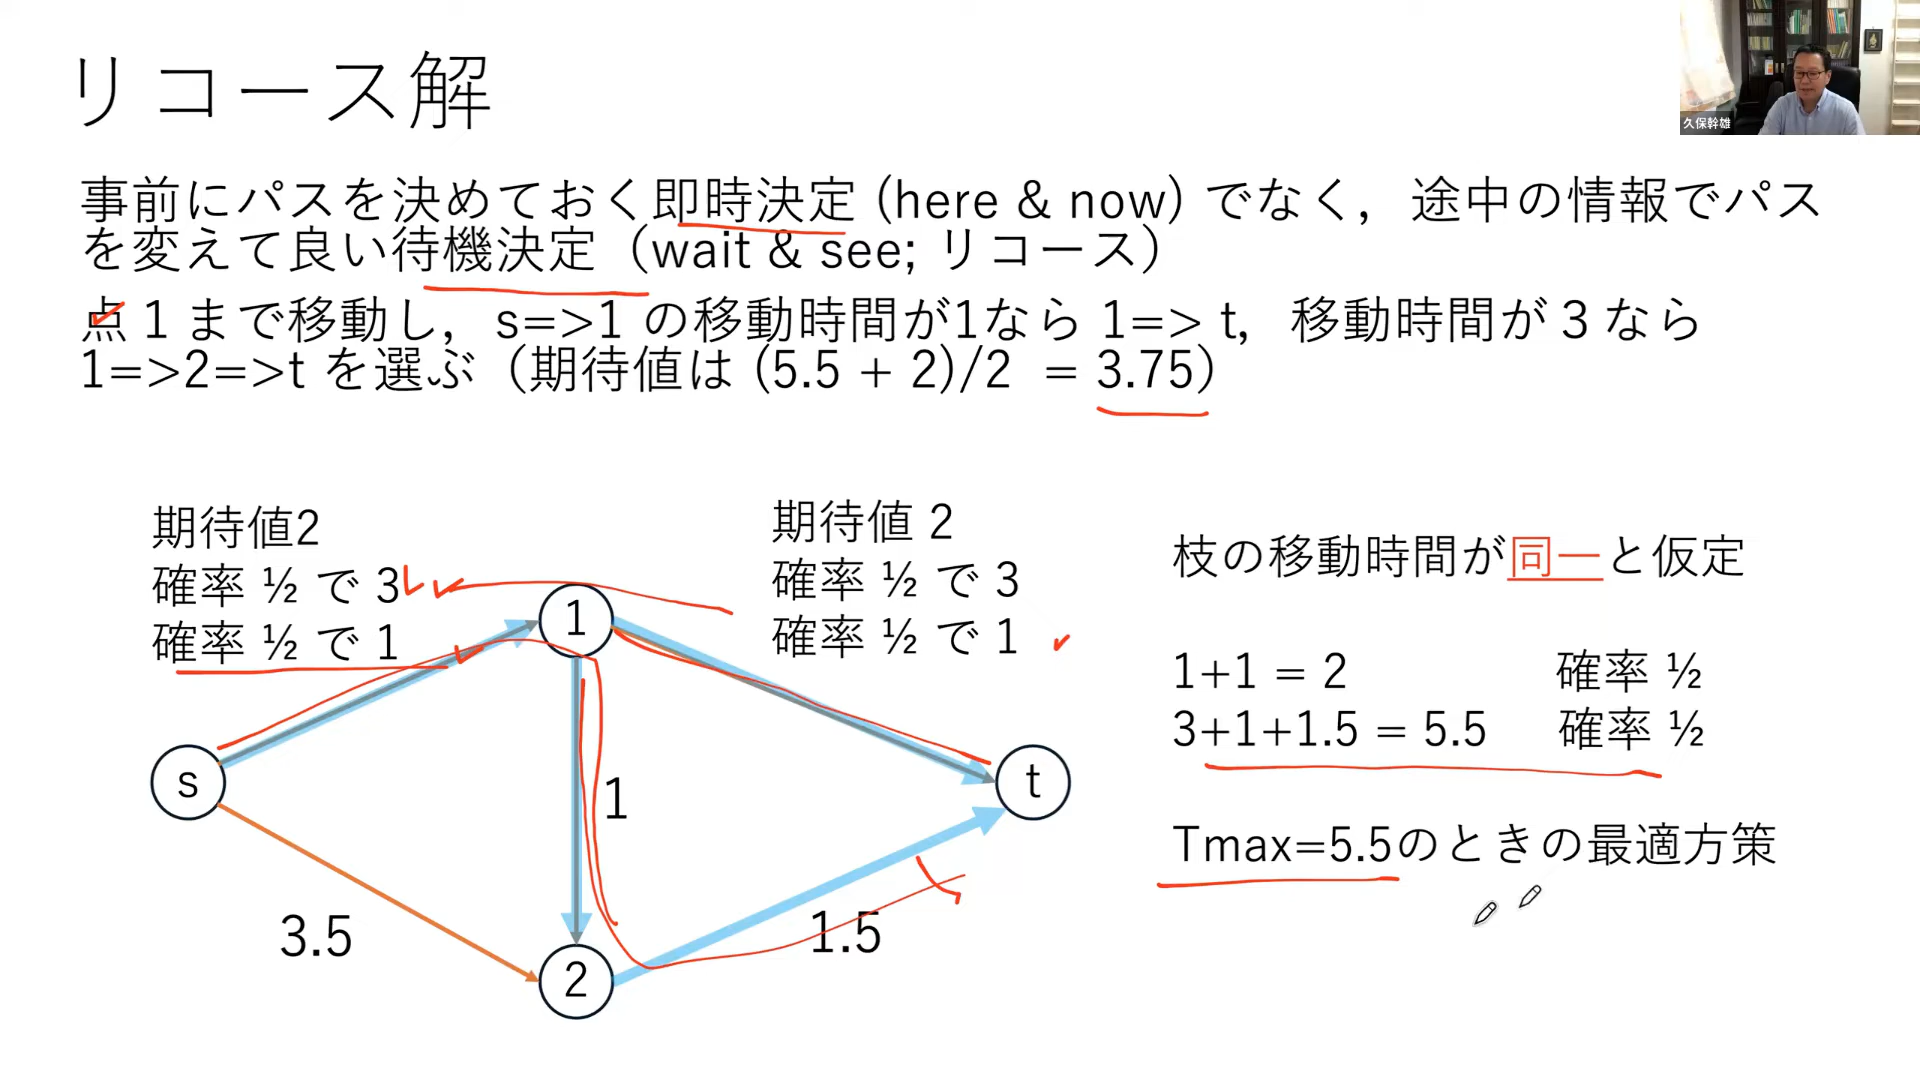 リコース解
久保幹雄
事前にパスを決めておく即時決定 (here & now) でなく，途中の情報でパス
を変えて良い待機決定（wait & see; リコース）
点 1 まで移動し，s=>1 の移動時間が1なら 1=> t，移動時間が 3 なら
1=>2=>t を選ぶ（期待値は (5.5 + 2)/2 = 3.75）
期待値2
確率 ½ で 3
確率 ½ で 1
期待値 2
確率 ½ で 3
確率 ½ で 1
枝の移動時間が同一と仮定
1
1+1 = 2 確率 ½
3+1+1.5 = 5.5 確率 ½
s
t
1
Tmax=5.5のときの最適方策
3.5
1.5
2